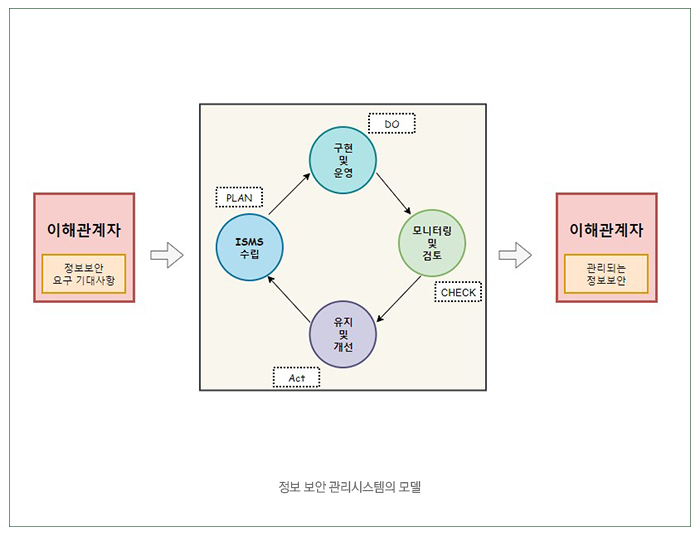 DO
구현
및
운영
PLAN
이해관계자
정보보안
요구 기대사항
ISMS
수립
모니터링
및
검토
이해관계자
관리되는
정보보안
CHECK
유지
및
개선
Act
정보 보안 관리시스템의 모델